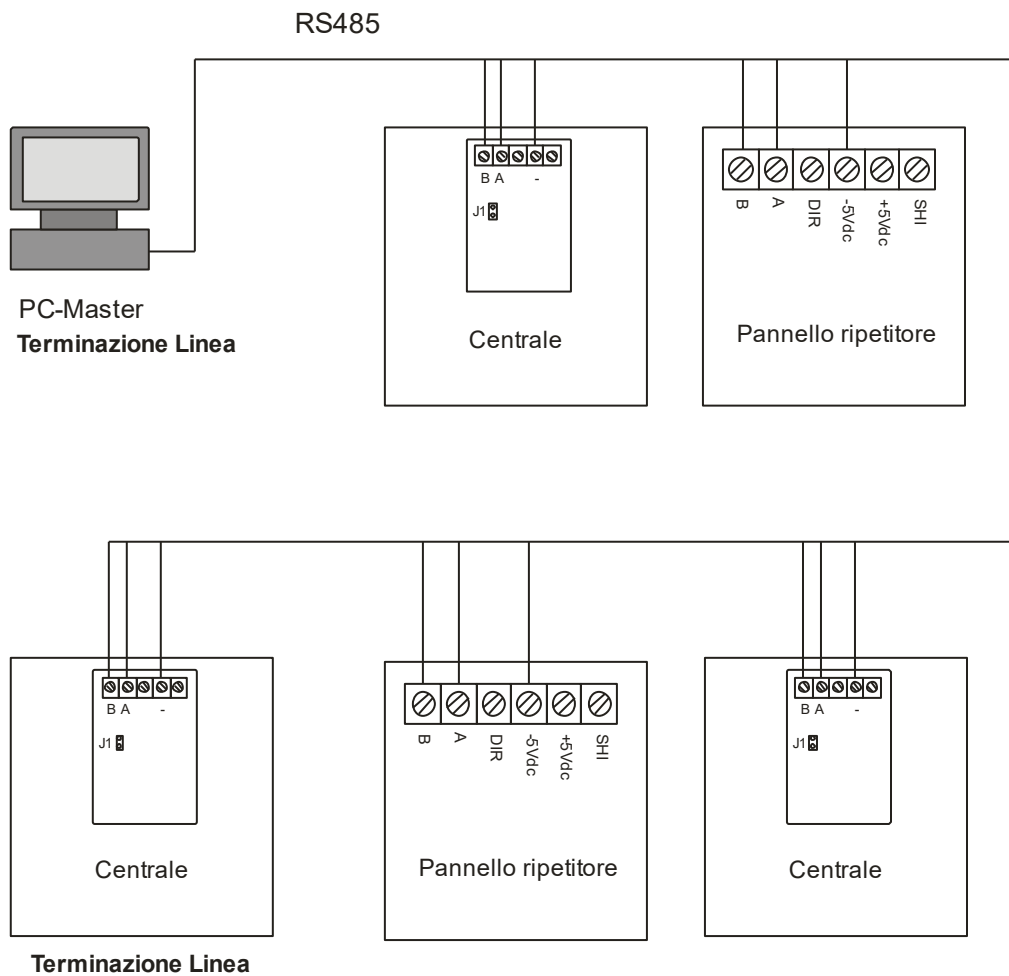 RS485
B A -
J1
Centrale
B
A
DIR
-5Vdc
+5Vdc
SHI
Pannello ripetitore
PC-Master
Terminazione Linea
B A -
J1
Centrale
Terminazione Linea
B
A
DIR
-5Vdc
+5Vdc
SHI
Pannello ripetitore
B A -
J1
Centrale